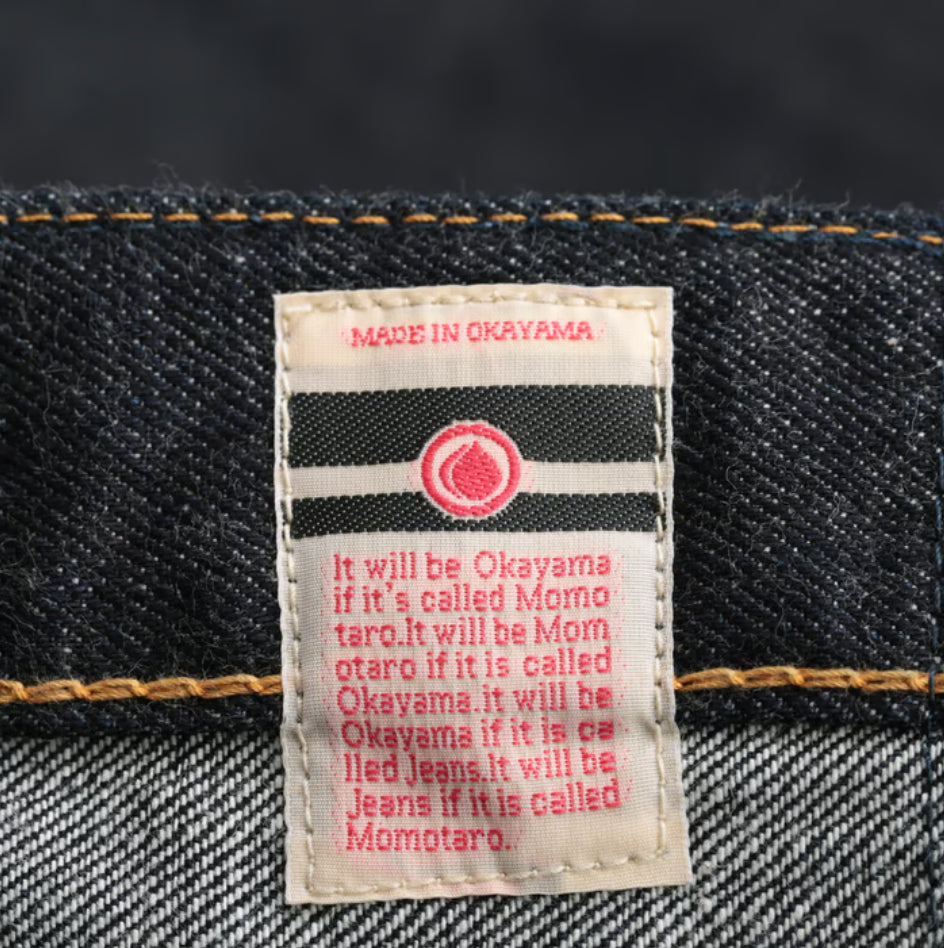 MADE IN OKAYAMA
It will be Okayama
if it's called Momo
taro.It will be Mom
otaro if it is called
Okayama.it will be
Okayama if it is ca
lled Jeans.It will be
Jeans if it is called
Momotaro.